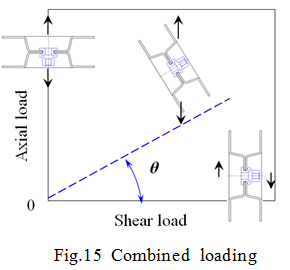 Axial load
θ
0
Shear load
Fig.15 Combined loading